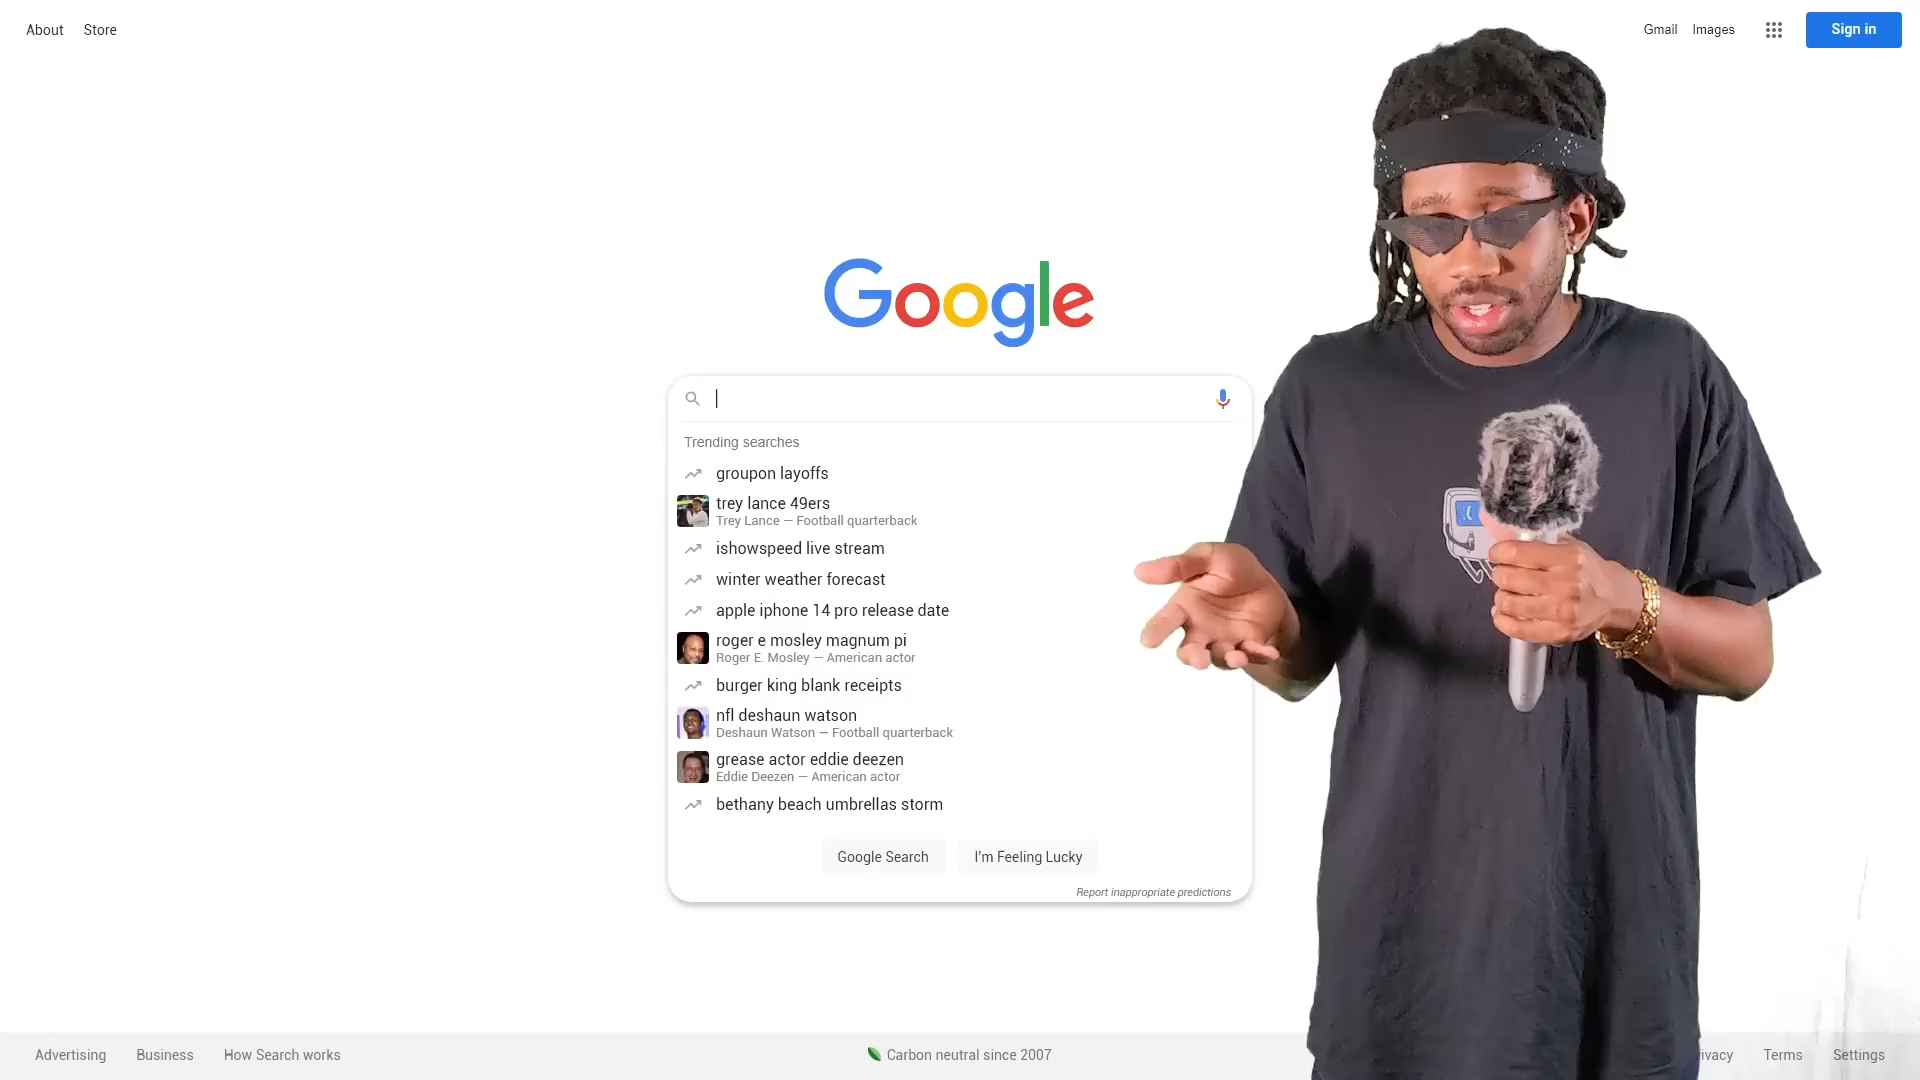 About Store
Gmail Images
Sign in
Google
Trending searches
groupon layoffs
trey lance 49ers
Trey Lance — Football quarterback
ishowspeed live stream
winter weather forecast
apple iphone 14 pro release date
roger e mosley magnum pi
Roger E. Mosley — American actor
burger king blank receipts
nfl deshaun watson
Deshaun Watson — Football quarterback
grease actor eddie deezen
Eddie Deezen — American actor
bethany beach umbrellas storm
Google Search I'm Feeling Lucky
Report inappropriate predictions
Advertising Business How Search works
Carbon neutral since 2007
ivacy Terms Settings